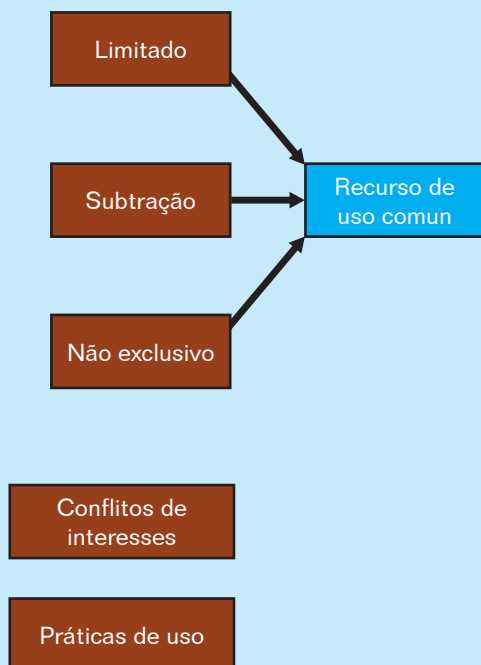 Limitado
Subtração
Recurso de
uso comun
Não exclusivo
Conflitos de
interesses
Práticas de uso